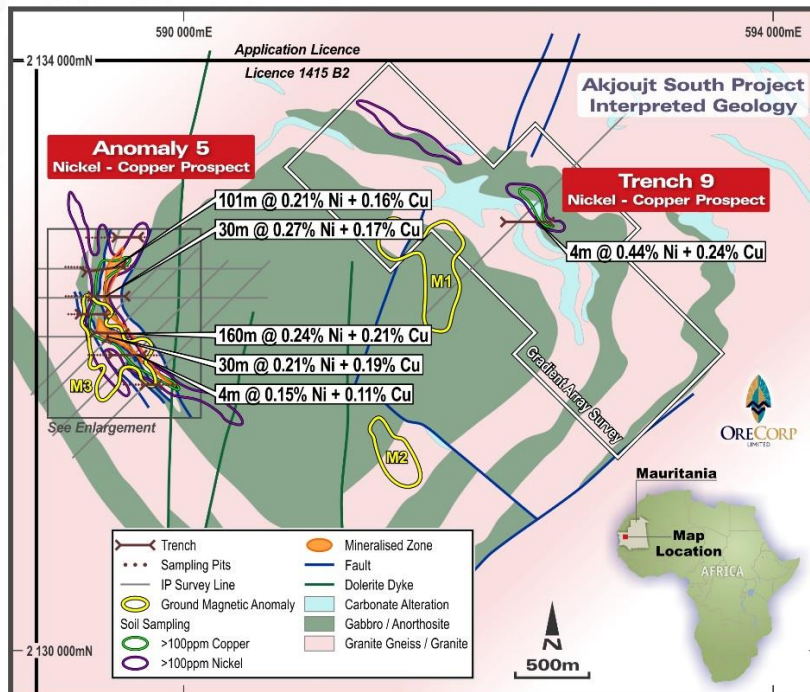 590 000mE
594 000mE
2 134 000mN
Application Licence
Licence 1415 B2
Akjoujt South Project
Interpreted Geology
Anomaly 5
Nickel - Copper Prospect
Trench 9
Nickel - Copper Prospect
101m @ 0.21% Ni + 0.16% Cu
30m @ 0.27% Ni + 0.17% Cu
4m @ 0.44% Ni + 0.24% Cu
M1
160m @ 0.24% Ni + 0.21% Cu
30m @ 0.21% Ni + 0.19% Cu
4m @ 0.15% Ni + 0.11% Cu
M3
See Enlargement
Gradient Array Survey
M2
ORECORP
LIMITED
Mauritania
Map
Location
AFRICA
Trench
Sampling Pits
IP Survey Line
Ground Magnetic Anomaly
Soil Sampling
>100ppm Copper
>100ppm Nickel
Mineralised Zone
Fault
Dolerite Dyke
Carbonate Alteration
Gabbro / Anorthosite
Granite Gneiss / Granite
2 130 000mN
N
500m